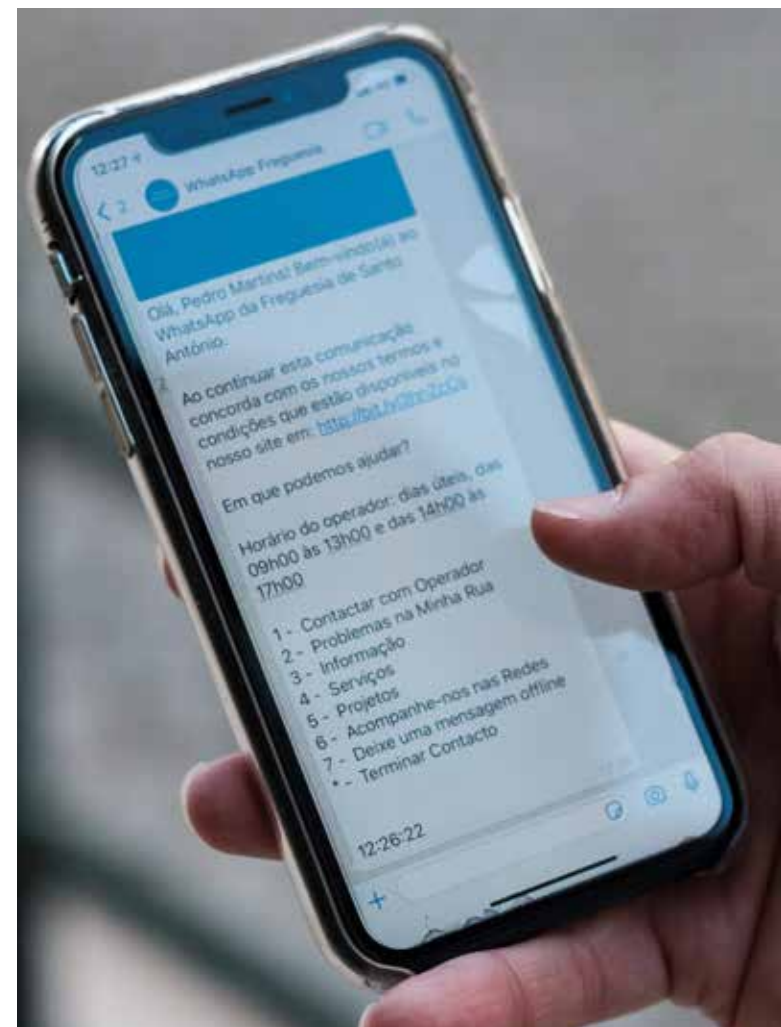 12:27
2 WhatsApp Freguesia
Olá, Pedro Martins! Bem-vindo(a) ao
WhatsApp da Freguesia de Santo
António.
Ao continuar esta comunicação
concorda com os nossos termos e
condições que estão disponíveis no
nosso site em:
Em que podemos ajudar?
Horário do operador: dias úteis, das
09h00 às 13h00 e das 14h00 às
17h00
1 - Contactar com Operador
2 - Problemas na Minha Rua
3 - Informação
4 - Serviços
5 - Projetos
6 - Acompanhe-nos nas Redes
7 - Deixe uma mensagem offline
* - Terminar Contacto
12:26:22